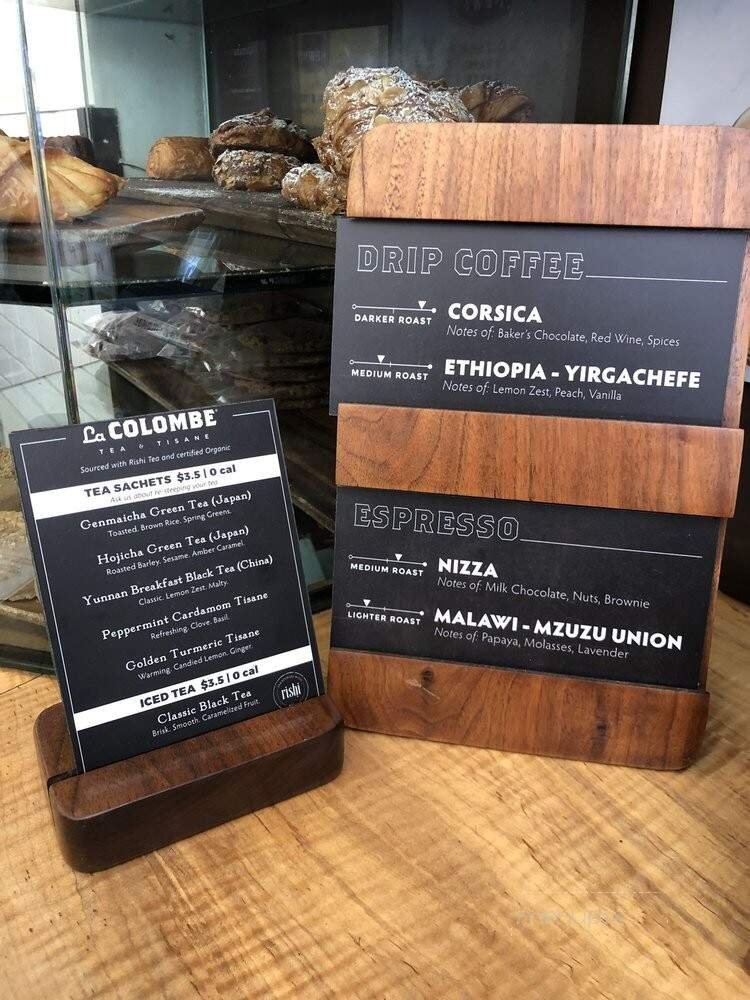 La COLOMBE
TEA & TISANE
Sourced with Rishi Tea and certified Organic
TEA SACHETS $3.5 | 0 cal
Ask us about re-steeping your tea
Genmaicha Green Tea (Japan)
Toasted. Brown Rice. Spring Greens.
Hojicha Green Tea (Japan)
Roasted Barley. Sesame. Amber Caramel.
Yunnan Breakfast Black Tea (China)
Classic. Lemon Zest. Malty.
Peppermint Cardamom Tisane
Refreshing. Clove. Basil.
Golden Turmeric Tisane
Warming. Candied Lemon. Ginger.
ICED TEA $3.5 | 0 cal
Classic Black Tea
Brisk. Smooth. Caramelized Fruit.
rishi
DRIP COFFEE
DARKER ROAST
CORSICA
Notes of: Baker's Chocolate, Red Wine, Spices
MEDIUM ROAST
ETHIOPIA - YIRGACHEFE
Notes of: Lemon Zest, Peach, Vanilla
ESPRESSO
MEDIUM ROAST
NIZZA
Notes of: Milk Chocolate, Nuts, Brownie
LIGHTER ROAST
MALAWI - MZUZU UNION
Notes of: Papaya, Molasses, Lavender